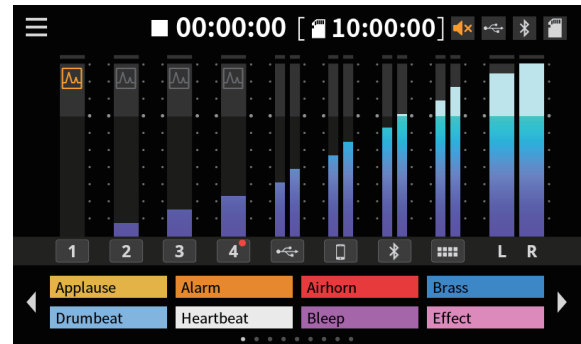 00:00:00 [10:00:00]
1 2 3 4 L R
Applause Alarm Airhorn Brass
Drumbeat Heartbeat Bleep Effect